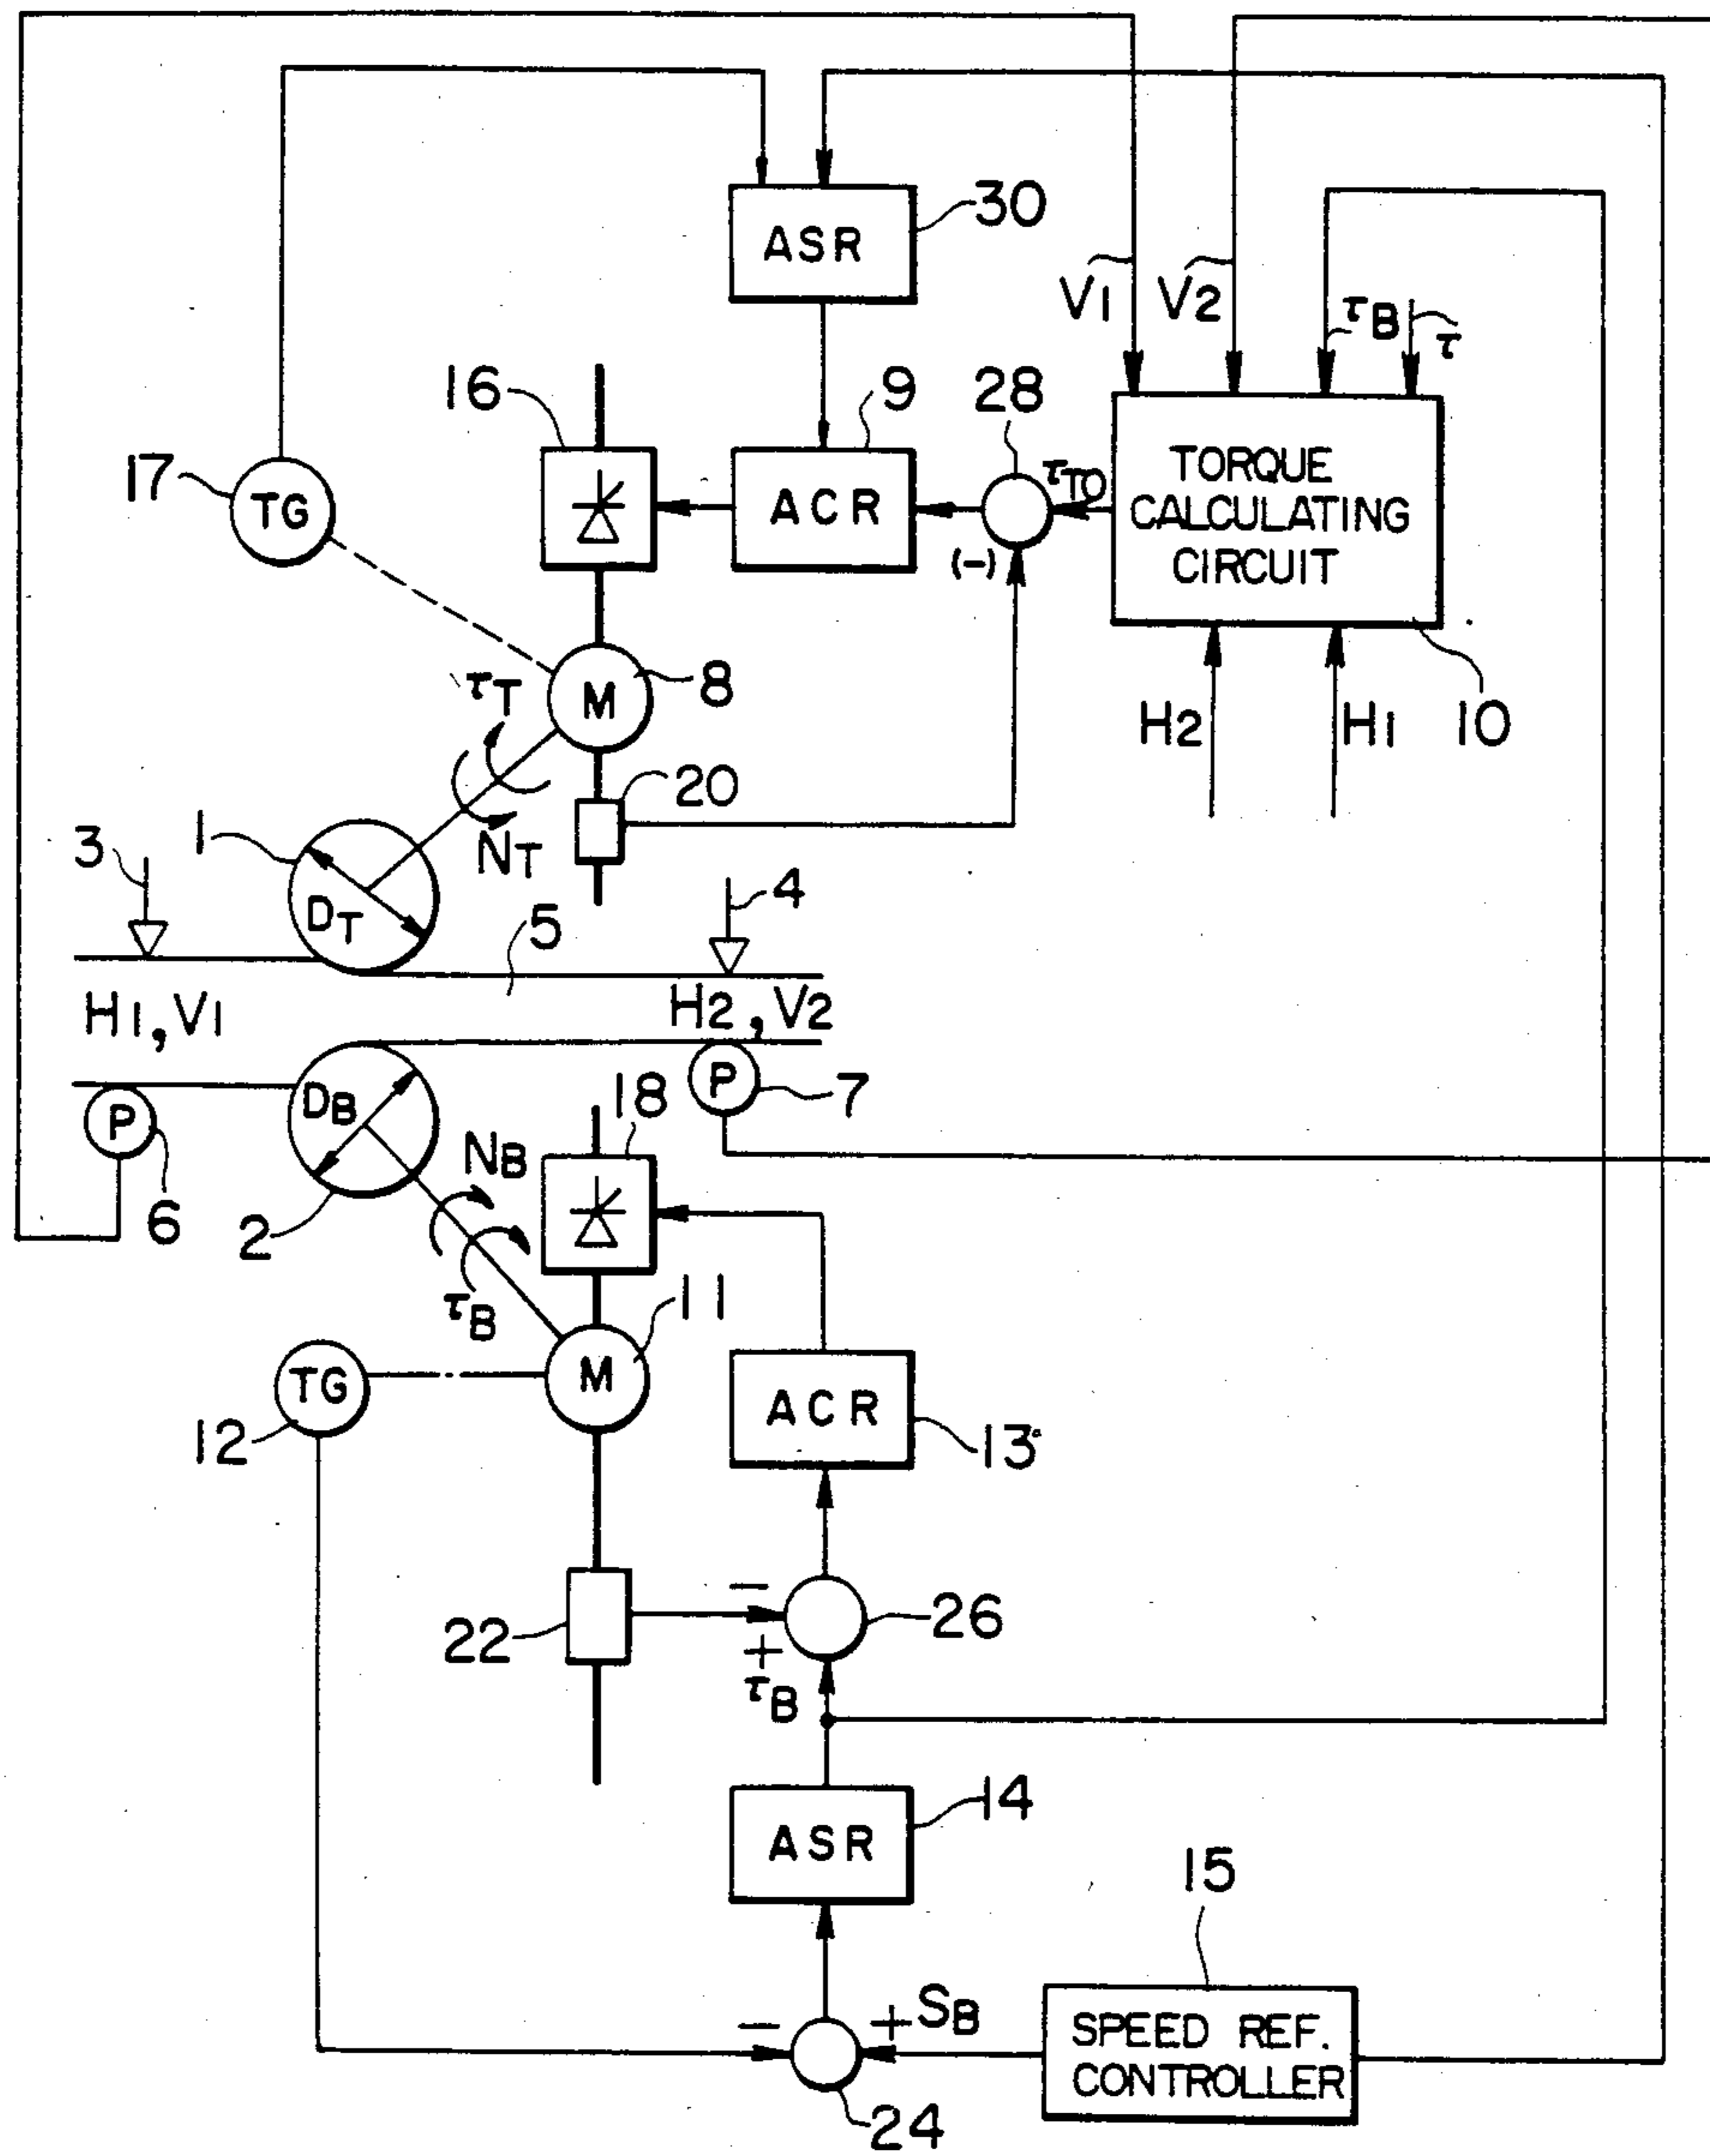 30
ASR
V1
V2
τB
τ
16
9
28
17
TG
ACR
τTO
TORQUE
CALCULATING
CIRCUIT
(-)
τT
M
8
H2
H1
10
20
1
NT
3
DT
4
5
H1, V1
H2, V2
P
DB
18
P
7
6
2
NB
τB
11
TG
M
12
ACR
13
−
26
22
+
τB
14
ASR
15
−
+SB
SPEED REF.
CONTROLLER
24